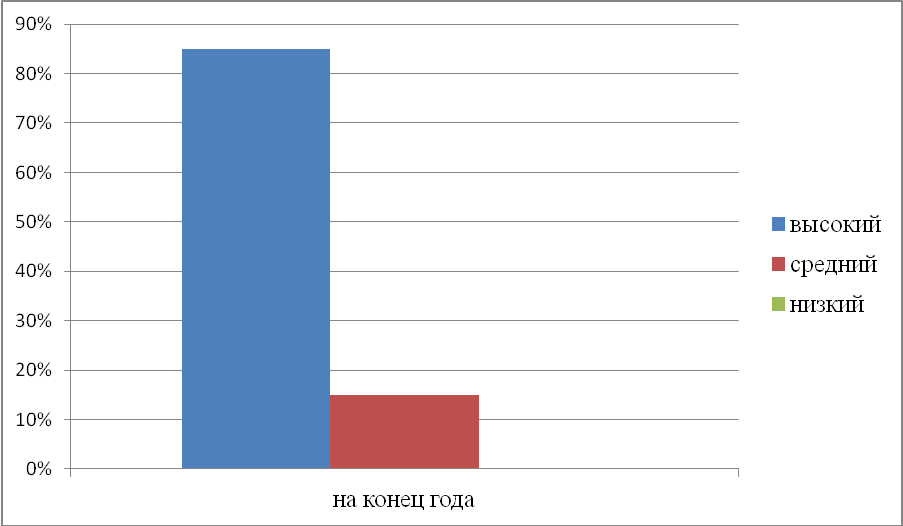 90%
80%
70%
60%
50%
40%
30%
20%
10%
0%
на конец года
высокий
средний
низкий